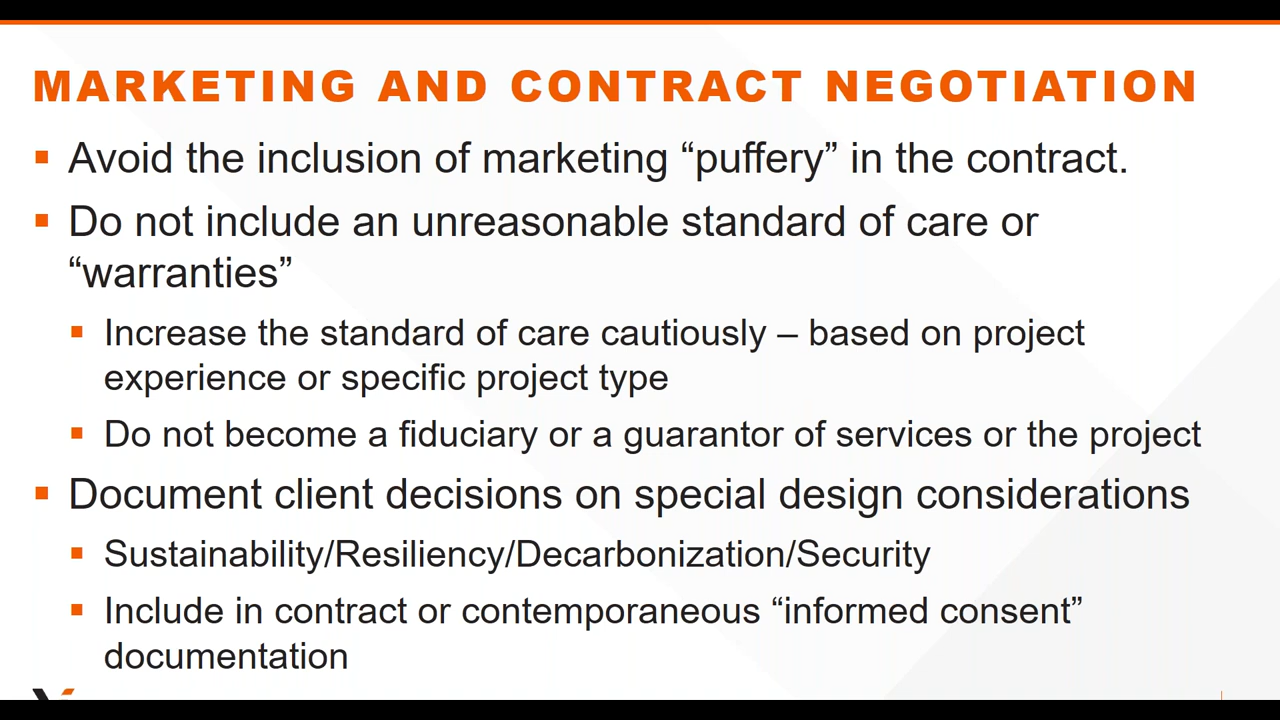 MARKETING AND CONTRACT NEGOTIATION
Avoid the inclusion of marketing “puffery” in the contract.
Do not include an unreasonable standard of care or
“warranties”
Increase the standard of care cautiously – based on project
experience or specific project type
Do not become a fiduciary or a guarantor of services or the project
Document client decisions on special design considerations
Sustainability/Resiliency/Decarbonization/Security
Include in contract or contemporaneous “informed consent”
documentation